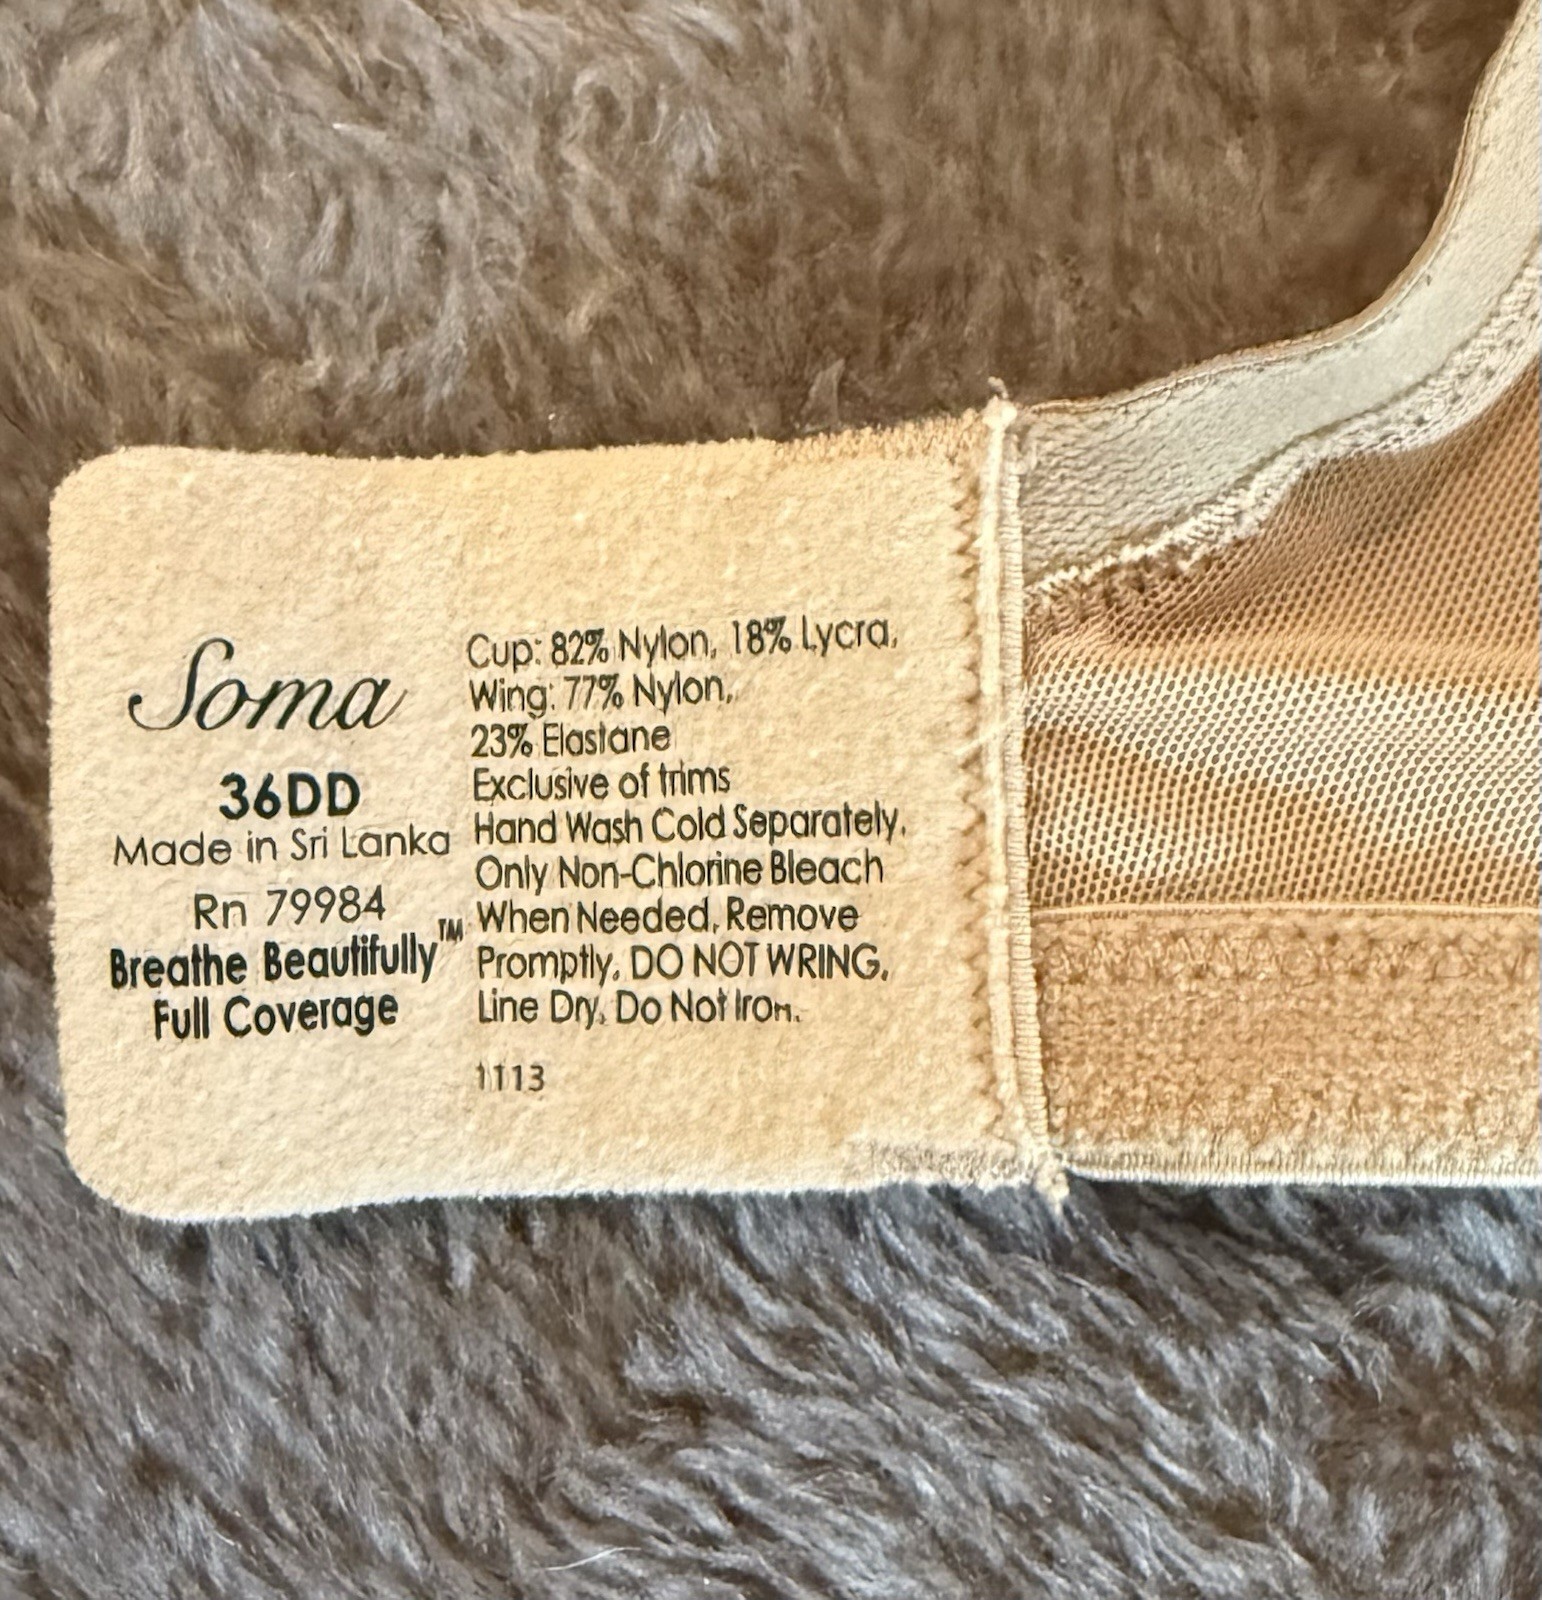 Soma
36DD
Made in Sri Lanka
Rn 79984
Breathe Beautifully™
Full Coverage
Cup: 82% Nylon, 18% Lycra,
Wing: 77% Nylon,
23% Elastane
Exclusive of trims
Hand Wash Cold Separately.
Only Non-Chlorine Bleach
When Needed, Remove
Promptly, DO NOT WRING,
Line Dry, Do Not Iron.
1113